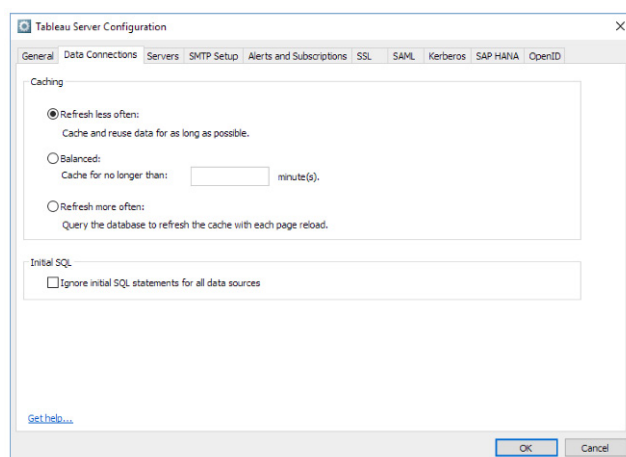 Tableau Server Configuration
General Data Connections Servers SMTP Setup Alerts and Subscriptions SSL SAML Kerberos SAP HANA OpenID
Caching
Refresh less often:
Cache and reuse data for as long as possible.
Balanced:
Cache for no longer than: minute(s).
Refresh more often:
Query the database to refresh the cache with each page reload.
Initial SQL
Ignore initial SQL statements for all data sources
Get help...
OK Cancel